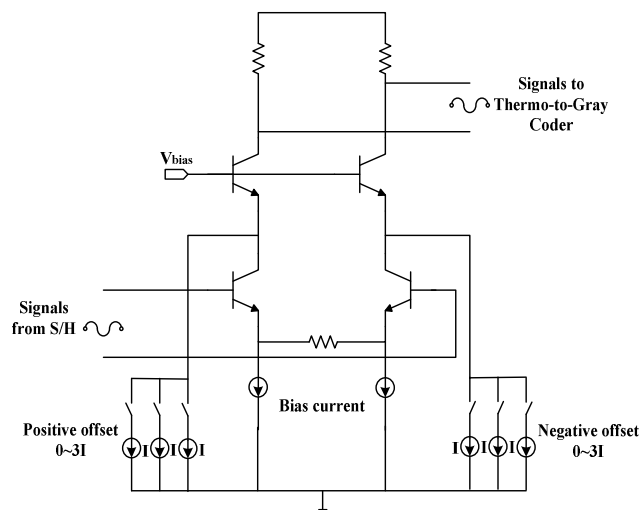 Signals to
Thermo-to-Gray
Coder
Vbias
Signals
from S/H
Bias current
Positive offset
0~3I
I I I
I I I
Negative offset
0~3I